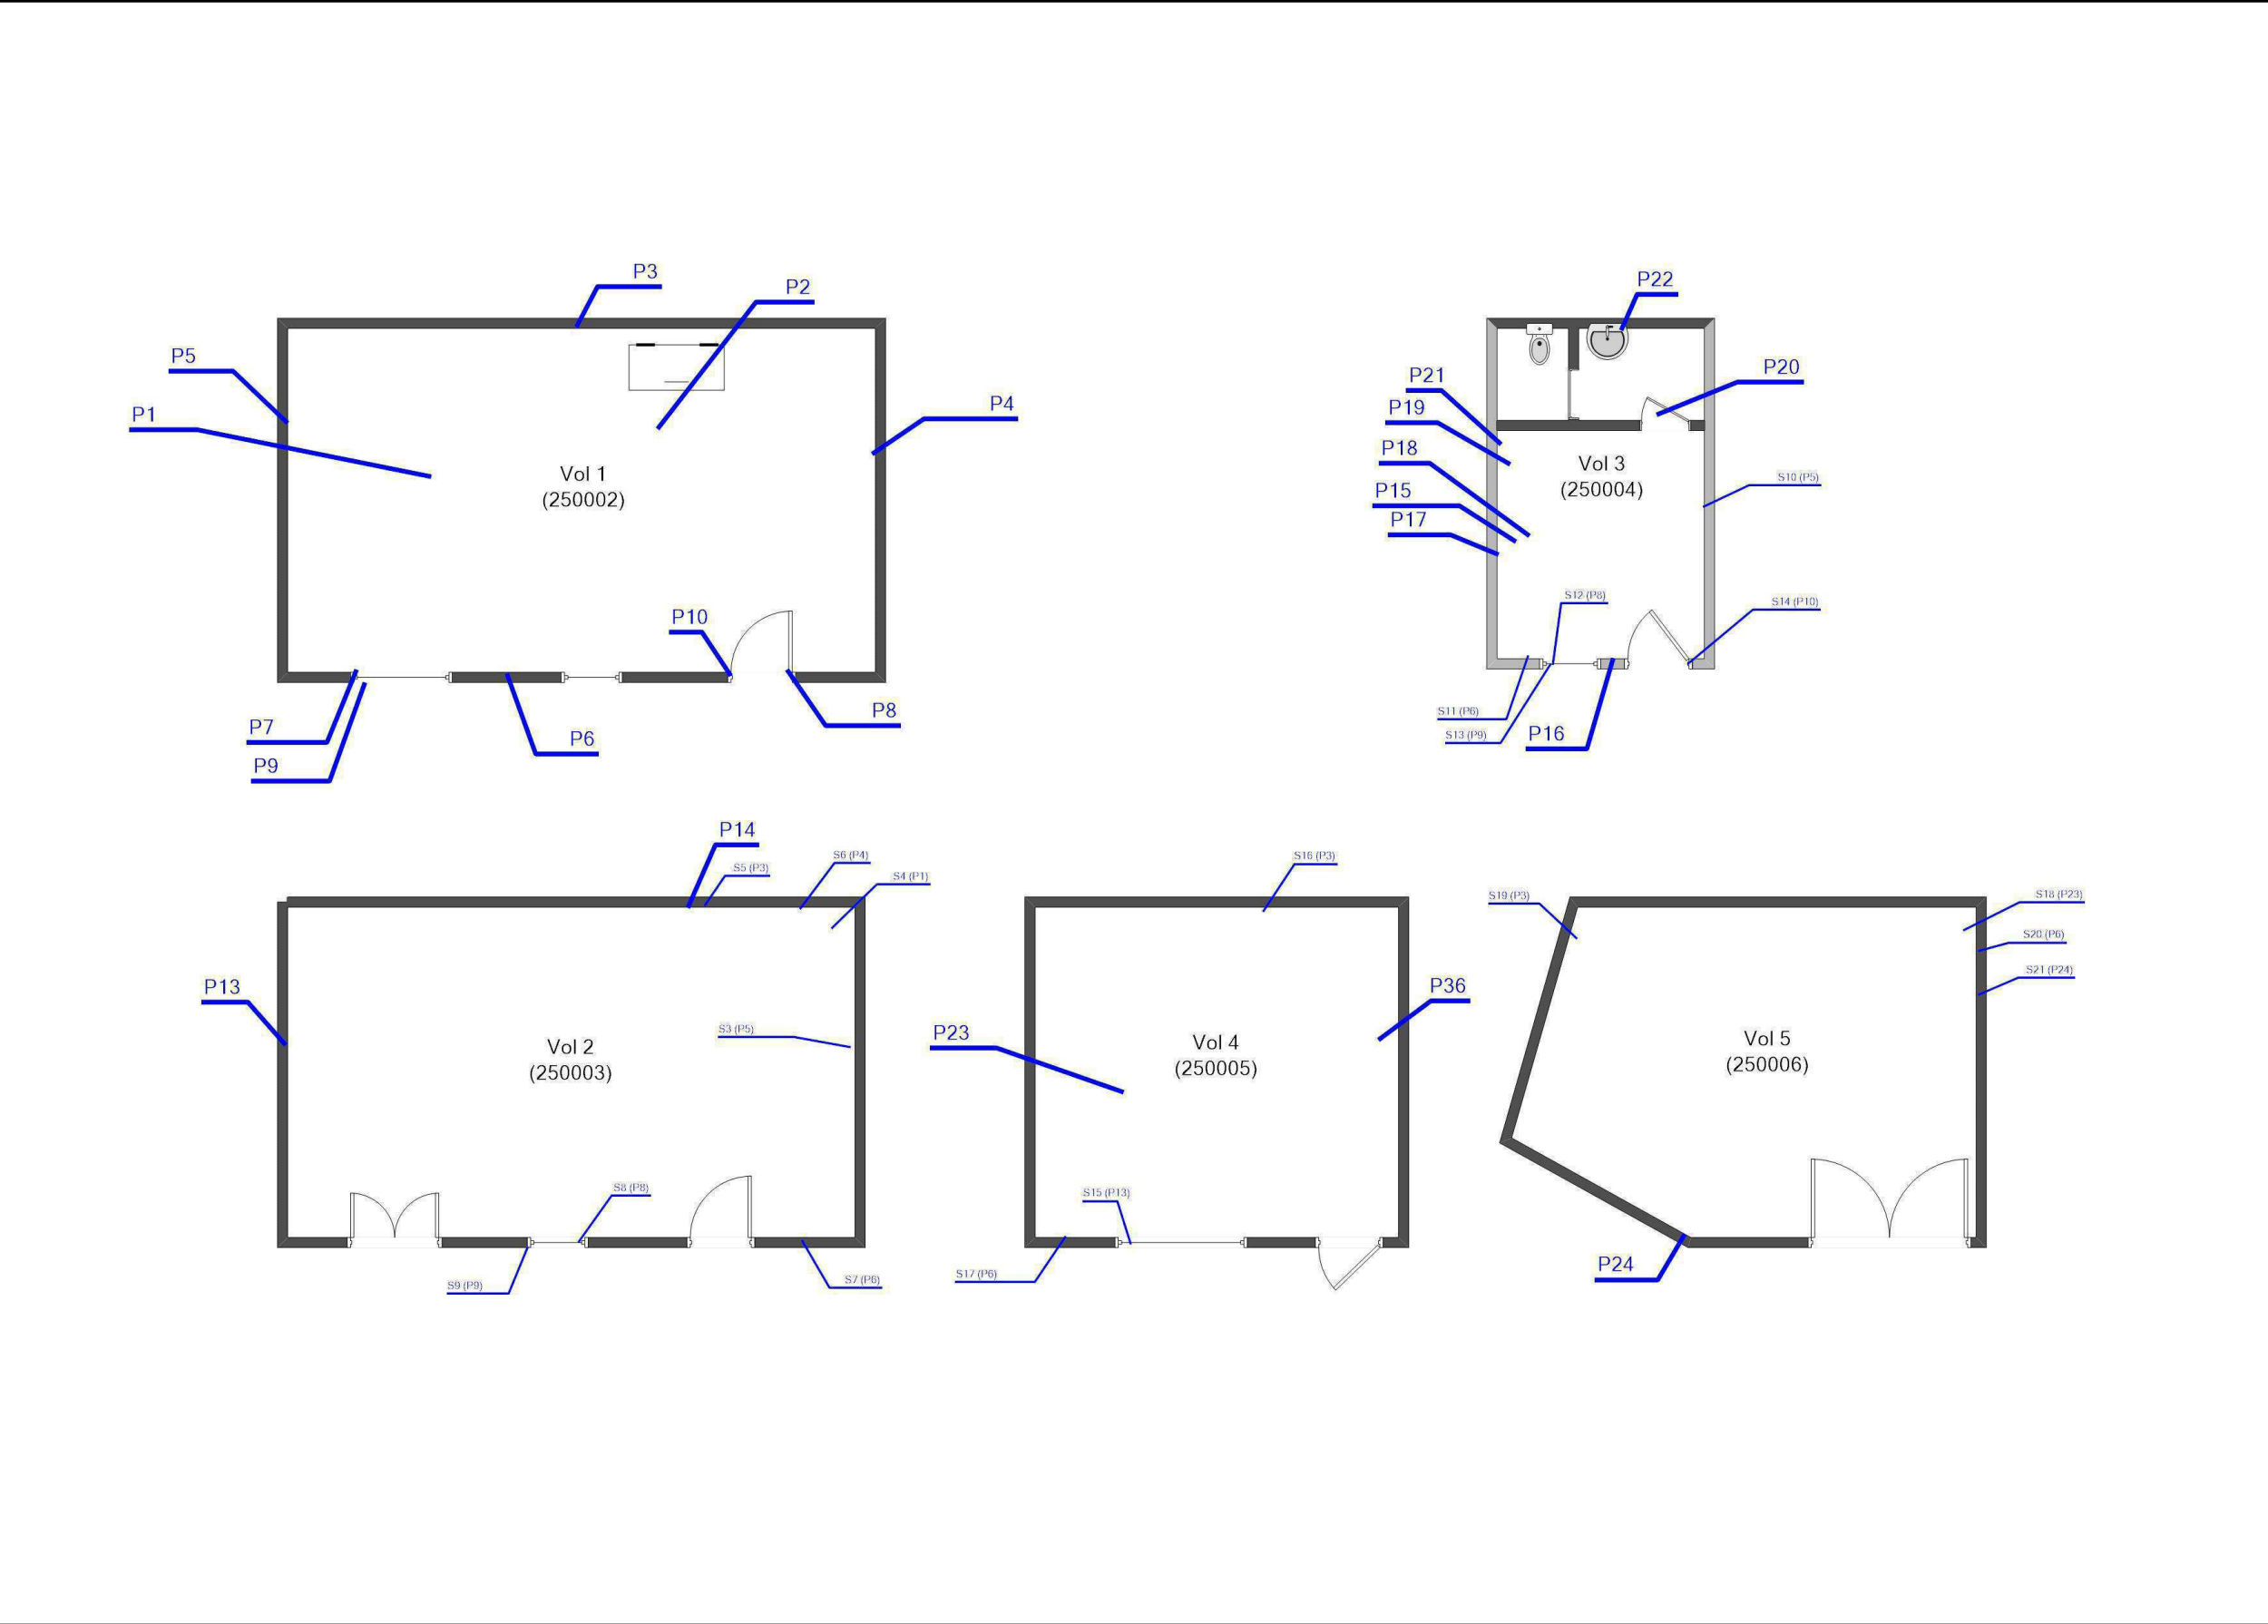 P3
P2
P5
P1
P4
Vol 1
(250002)
P10
P7
P9
P6
P8
P22
P21
P20
P19
P18
P15
P17
Vol 3
(250004)
S10 (P5)
S12 (P8)
S14 (P10)
S11 (P6)
S13 (P9)
P16
P14
S5 (P3)
S6 (P4)
S4 (P1)
P13
S3 (P5)
Vol 2
(250003)
S8 (P8)
S9 (P9)
S7 (P6)
S16 (P3)
P36
P23
Vol 4
(250005)
S15 (P13)
S17 (P6)
S19 (P3)
S18 (P23)
S20 (P6)
S21 (P24)
Vol 5
(250006)
P24